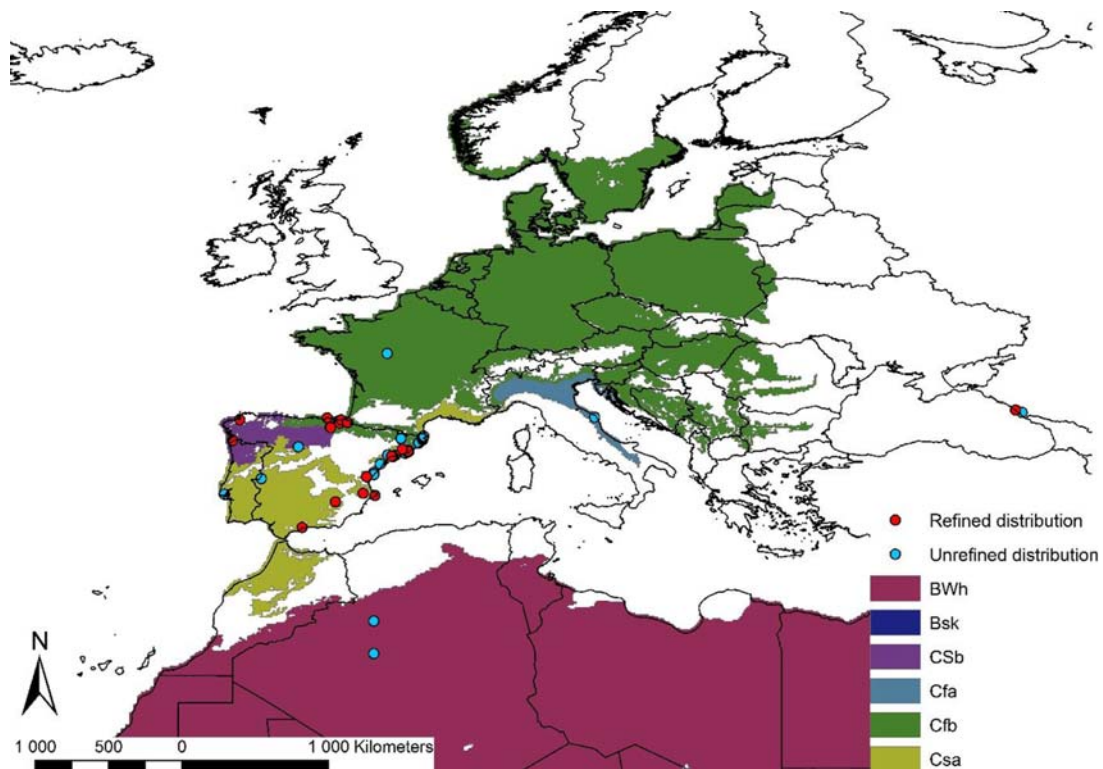 Refined distribution
Unrefined distribution
BWh
Bsk
CSb
Cfa
Cfb
Csa
N
1 000 500 0 1 000 Kilometers